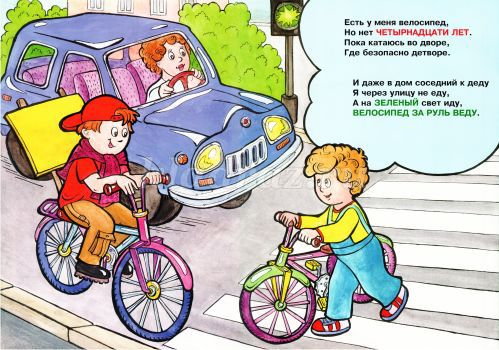 Есть у меня велосипед,
Но нет ЧЕТЫРНАДЦАТИ ЛЕТ.
Пока катаюсь во дворе,
Где безопасно детворе.
И даже в дом соседний к деду
Я через улицу не еду,
А на ЗЕЛЕНЫЙ свет иду,
ВЕЛОСИПЕД ЗА РУЛЬ ВЕДУ.